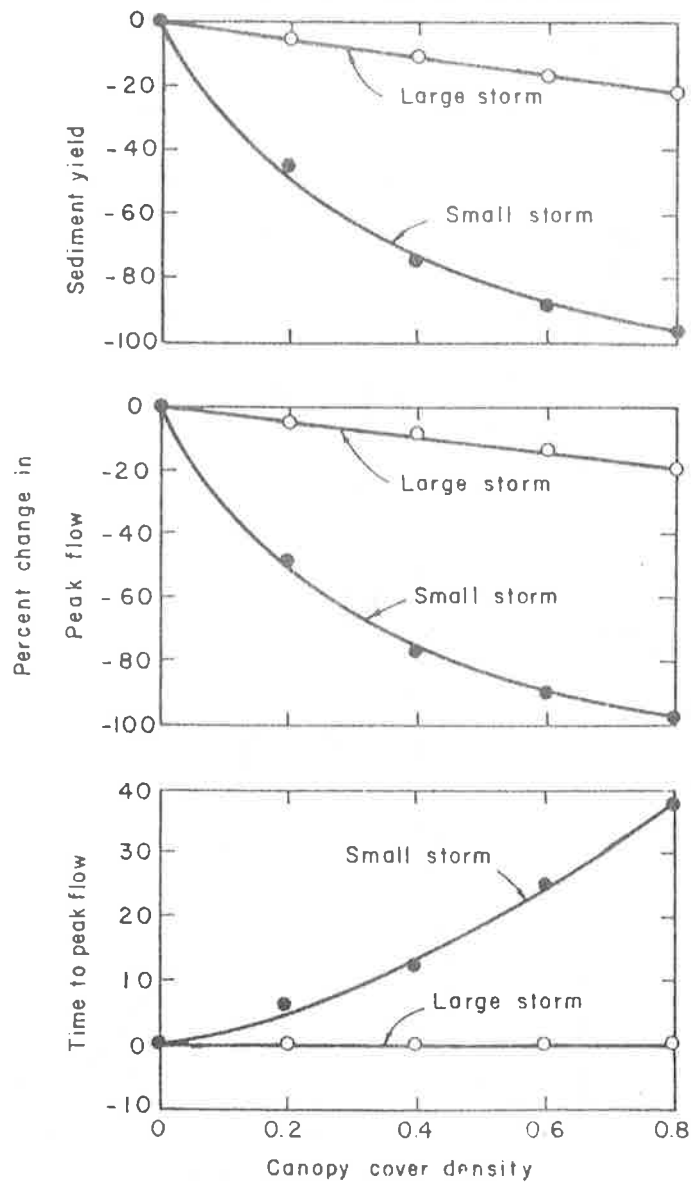 0
-20
-40
-60
-80
-100
Sediment yield
Large storm
Small storm
Percent change in
0
-20
-40
-60
-80
-100
Peak flow
Large storm
Small storm
40
30
20
10
0
-10
Time to peak flow
Small storm
Large storm
0 0.2 0.4 0.6 0.8
Canopy cover density